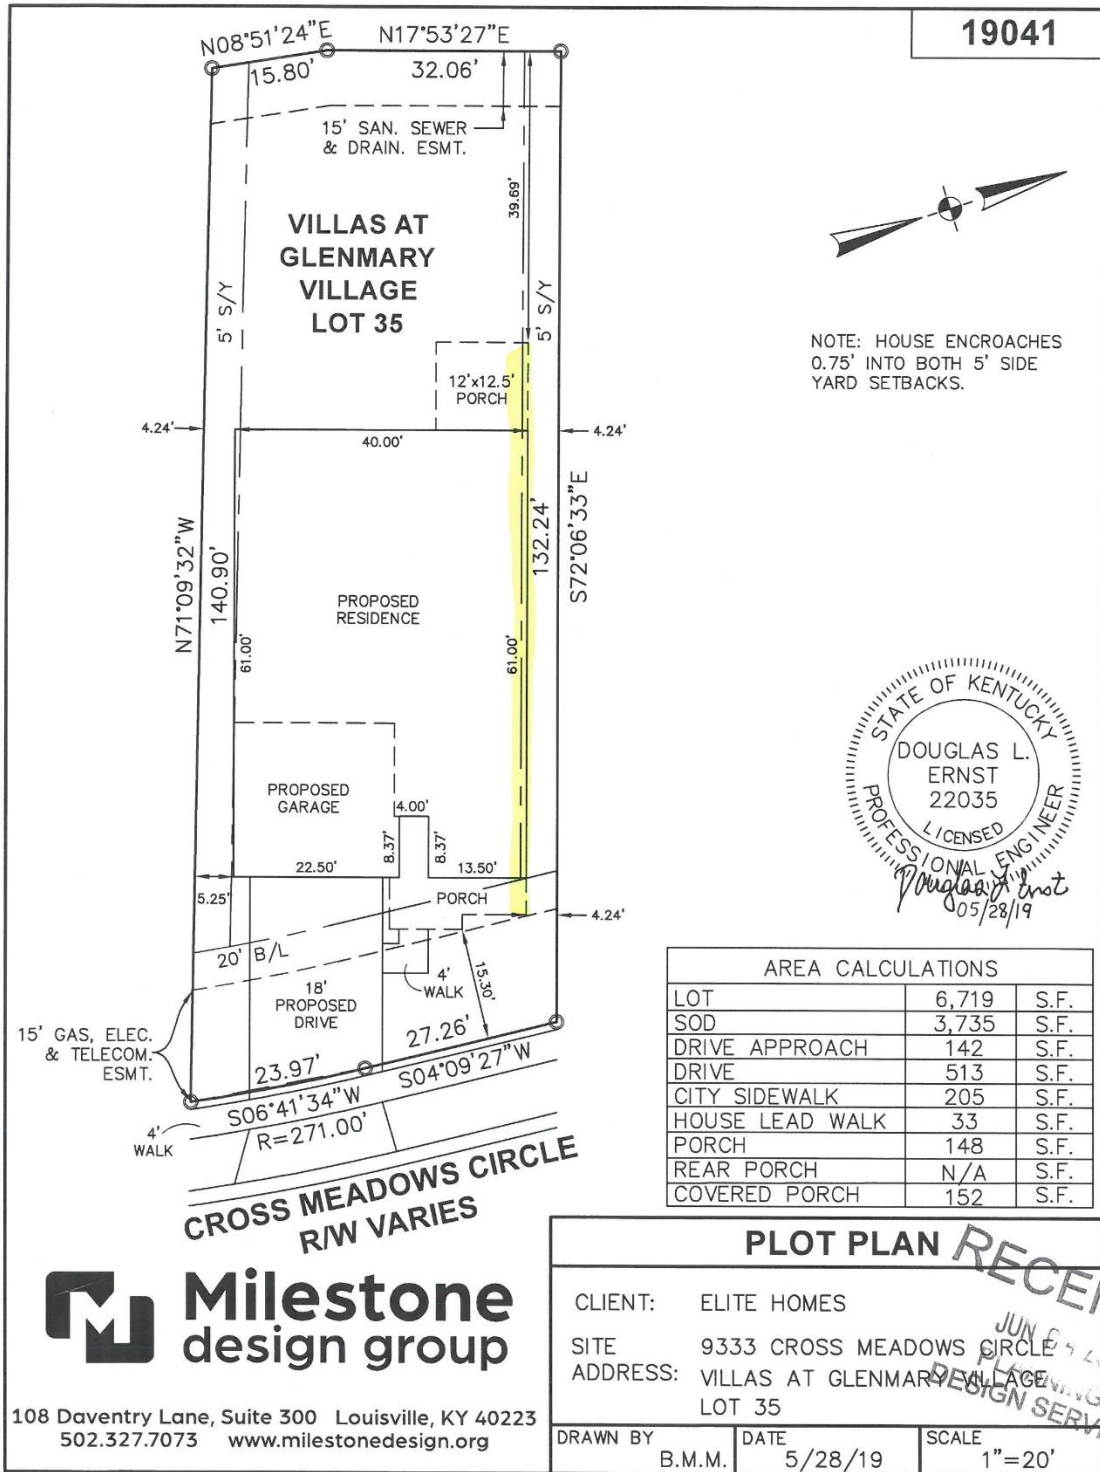 19041
N08°51'24"E
15.80'
N17°53'27"E
32.06'
15' SAN. SEWER
& DRAIN. ESMT.
39.69'
VILLAS AT
GLENMARY
VILLAGE
LOT 35
5' S/Y
5' S/Y
NOTE: HOUSE ENCROACHES
0.75' INTO BOTH 5' SIDE
YARD SETBACKS.
12'x12.5'
PORCH
4.24'
40.00'
4.24'
N71°09'32"W
140.90'
132.24'
S72°06'33"E
PROPOSED
RESIDENCE
61.00'
61.00'
PROPOSED
GARAGE
4.00'
8.37'
8.37'
22.50'
13.50'
5.25'
PORCH
4.24'
20' B/L
4'
WALK
15.30'
18'
PROPOSED
DRIVE
15' GAS, ELEC.
& TELECOM.
ESMT.
23.97'
27.26'
S06°41'34"W
S04°09'27"W
R=271.00'
4'
WALK
CROSS MEADOWS CIRCLE
R/W VARIES
STATE OF KENTUCKY
DOUGLAS L.
ERNST
22035
LICENSED
PROFESSIONAL ENGINEER
Douglas L Ernst
05/28/19
AREA CALCULATIONS
LOT 6,719 S.F.
SOD 3,735 S.F.
DRIVE APPROACH 142 S.F.
DRIVE 513 S.F.
CITY SIDEWALK 205 S.F.
HOUSE LEAD WALK 33 S.F.
PORCH 148 S.F.
REAR PORCH N/A S.F.
COVERED PORCH 152 S.F.
PLOT PLAN
CLIENT: ELITE HOMES
SITE 9333 CROSS MEADOWS CIRCLE
ADDRESS: VILLAS AT GLENMARY VILLAGE
LOT 35
DRAWN BY B.M.M.
DATE 5/28/19
SCALE 1"=20'
RECEI
JUN
PLANNING
DESIGN SERV
Milestone
design group
108 Daventry Lane, Suite 300 Louisville, KY 40223
502.327.7073 www.milestonedesign.org